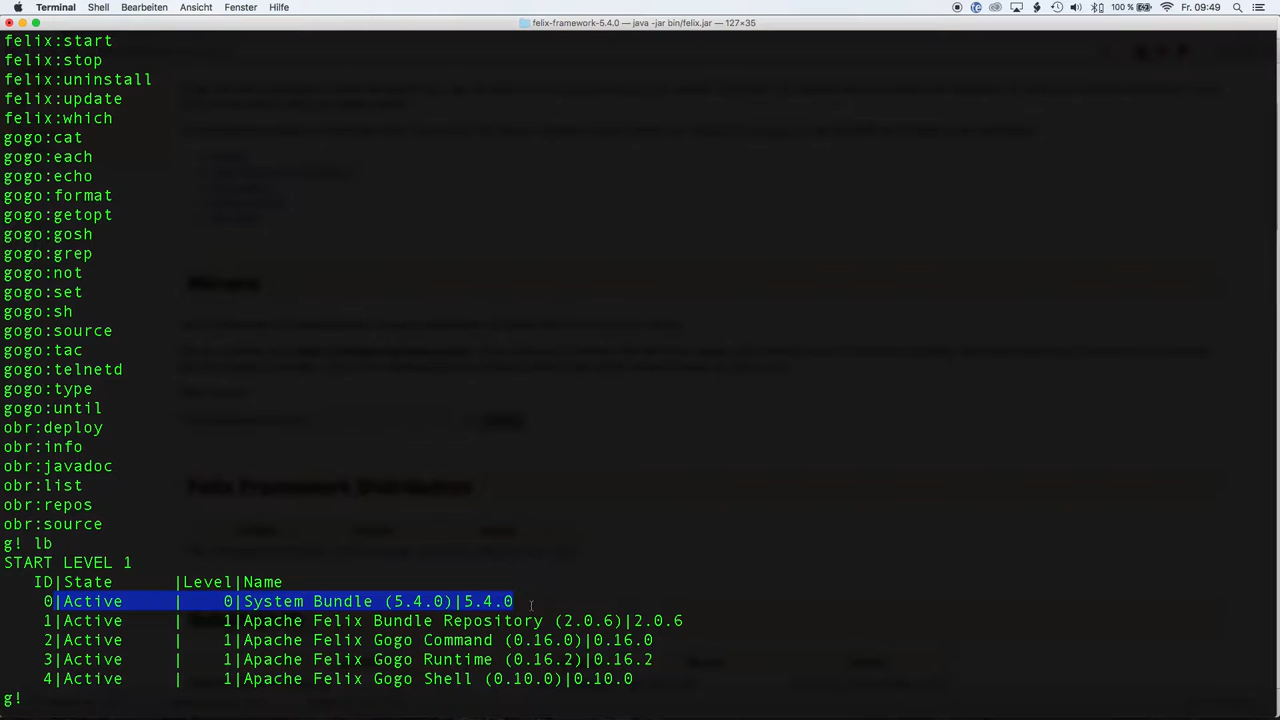 Terminal Shell Bearbeiten Ansicht Fenster Hilfe 100 % Fr. 09:49
felix-framework-5.4.0 — java -jar bin/felix.jar — 127×35
felix:start
felix:stop
felix:uninstall
felix:update
felix:which
gogo:cat
gogo:each
gogo:echo
gogo:format
gogo:getopt
gogo:gosh
gogo:grep
gogo:not
gogo:set
gogo:sh
gogo:source
gogo:tac
gogo:telnetd
gogo:type
gogo:until
obr:deploy
obr:info
obr:javadoc
obr:list
obr:repos
obr:source
g! lb
START LEVEL 1
ID|State |Level|Name
0|Active | 0|System Bundle (5.4.0)|5.4.0
1|Active | 1|Apache Felix Bundle Repository (2.0.6)|2.0.6
2|Active | 1|Apache Felix Gogo Command (0.16.0)|0.16.0
3|Active | 1|Apache Felix Gogo Runtime (0.16.2)|0.16.2
4|Active | 1|Apache Felix Gogo Shell (0.10.0)|0.10.0
g!
Mirrors
Felix Framework Distribution